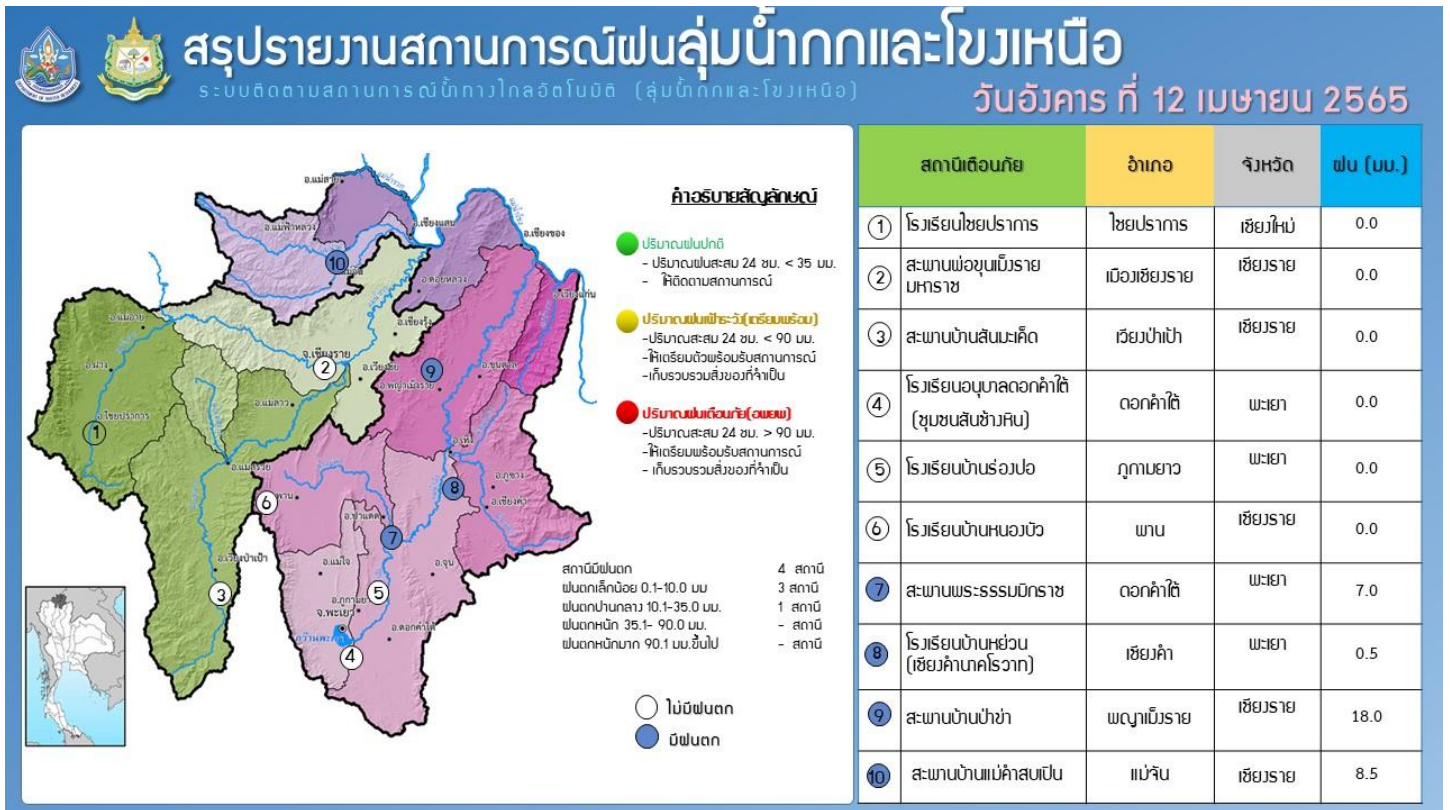 สรุปรายงานสถานการณ์ฝนลุ่มน้ำกกและโขงเหนือ
ระบบติดตามสถานการณ์น้ำทางไกลอัตโนมัติ (ลุ่มน้ำกกและโขงเหนือ)
วันอังคาร ที่ 12 เมษายน 2565
อ.แม่สาย
อ.แม่ฟ้าหลวง
อ.เชียงแสน
อ.เชียงของ
10
อ.ดอยหลวง
อ.เวียงแก่น
อ.แม่อาย
อ.เชียงรุ้ง
จ.เชียงราย
2
9
อ.ขุนตาล
อ.ฝาง
อ.พญาเม็งราย
อ.แม่ลาว
อ.ไชยปราการ
1
อ.เทิง
อ.แม่สรวย
อ.ภูซาง
8
อ.เชียงคำ
6
อ.ป่าแดด
7
อ.เวียงป่าเป้า
อ.แม่ใจ
อ.จุน
3
5
จ.พะเยา
อ.ดอกคำใต้
4
คำอธิบายสัญลักษณ์
ปริมาณฝนปกติ
- ปริมาณฝนสะสม 24 ชม. < 35 มม.
- ให้ติดตามสถานการณ์
ปริมาณฝนเฝ้าระวัง(เตรียมพร้อม)
-ปริมาณสะสม 24 ชม. < 90 มม.
-ให้เตรียมตัวพร้อมรับสถานการณ์
-เก็บรวบรวมสิ่งของที่จำเป็น
ปริมาณฝนเตือนภัย(อพยพ)
-ปริมาณสะสม 24 ชม. > 90 มม.
-ให้เตรียมพร้อมรับสถานการณ์
- เก็บรวบรวมสิ่งของที่จำเป็น
สถานีมีฝนตก 4 สถานี
ฝนตกเล็กน้อย 0.1-10.0 มม 3 สถานี
ฝนตกปานกลาง 10.1-35.0 มม. 1 สถานี
ฝนตกหนัก 35.1- 90.0 มม. - สถานี
ฝนตกหนักมาก 90.1 มม.ขึ้นไป - สถานี
ไม่มีฝนตก
มีฝนตก
สถานีเตือนภัย อำเภอ จังหวัด ฝน (มม.)
1 โรงเรียนไชยปราการ ไชยปราการ เชียงใหม่ 0.0
2 สะพานพ่อขุนเม็งราย
มหาราช เมืองเชียงราย เชียงราย 0.0
3 สะพานบ้านสันมะเค็ด เวียงป่าเป้า เชียงราย 0.0
4 โรงเรียนอนุบาลดอกคำใต้
(ชุมชนสันช้างหิน) ดอกคำใต้ พะเยา 0.0
5 โรงเรียนบ้านร่องปอ ภูกามยาว พะเยา 0.0
6 โรงเรียนบ้านหนองบัว พาน เชียงราย 0.0
7 สะพานพระธรรมมิกราช ดอกคำใต้ พะเยา 7.0
8 โรงเรียนบ้านหย่วน
(เชียงคำนาคโรวาท) เชียงคำ พะเยา 0.5
9 สะพานบ้านป่าข่า พญาเม็งราย เชียงราย 18.0
10 สะพานบ้านแม่คำสบเปิน แม่จัน เชียงราย 8.5